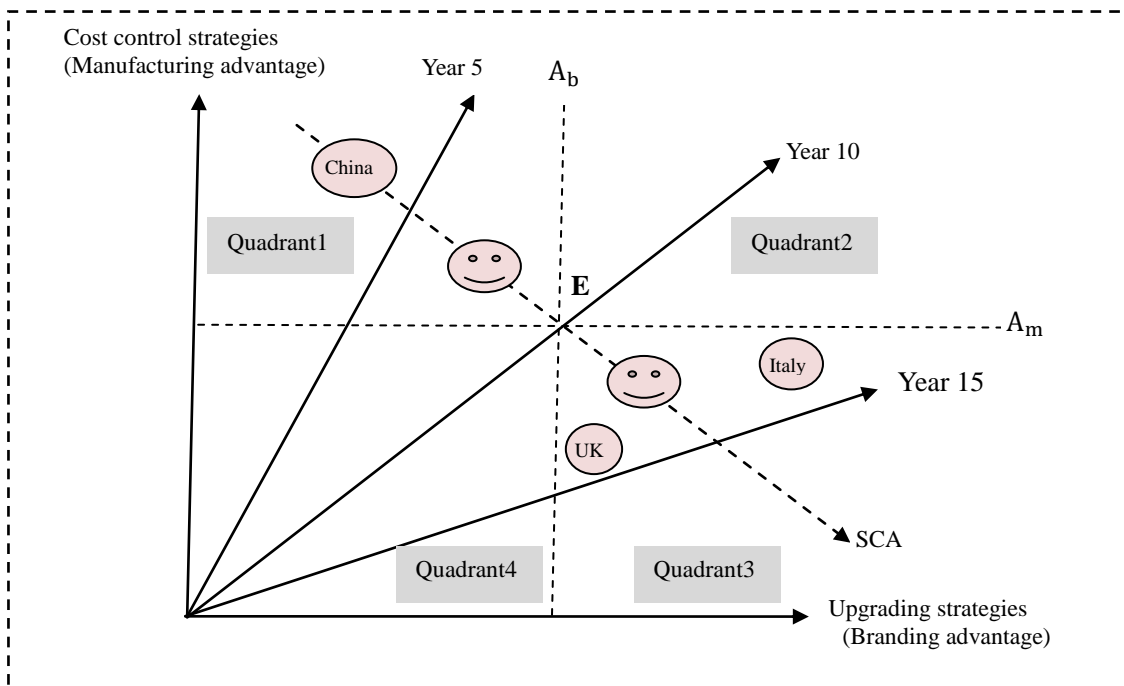 Cost control strategies
(Manufacturing advantage)
Year 5
A_b
Year 10
China
Quadrant1
Quadrant2
E
A_m
Italy
Year 15
UK
SCA
Quadrant4
Quadrant3
Upgrading strategies
(Branding advantage)